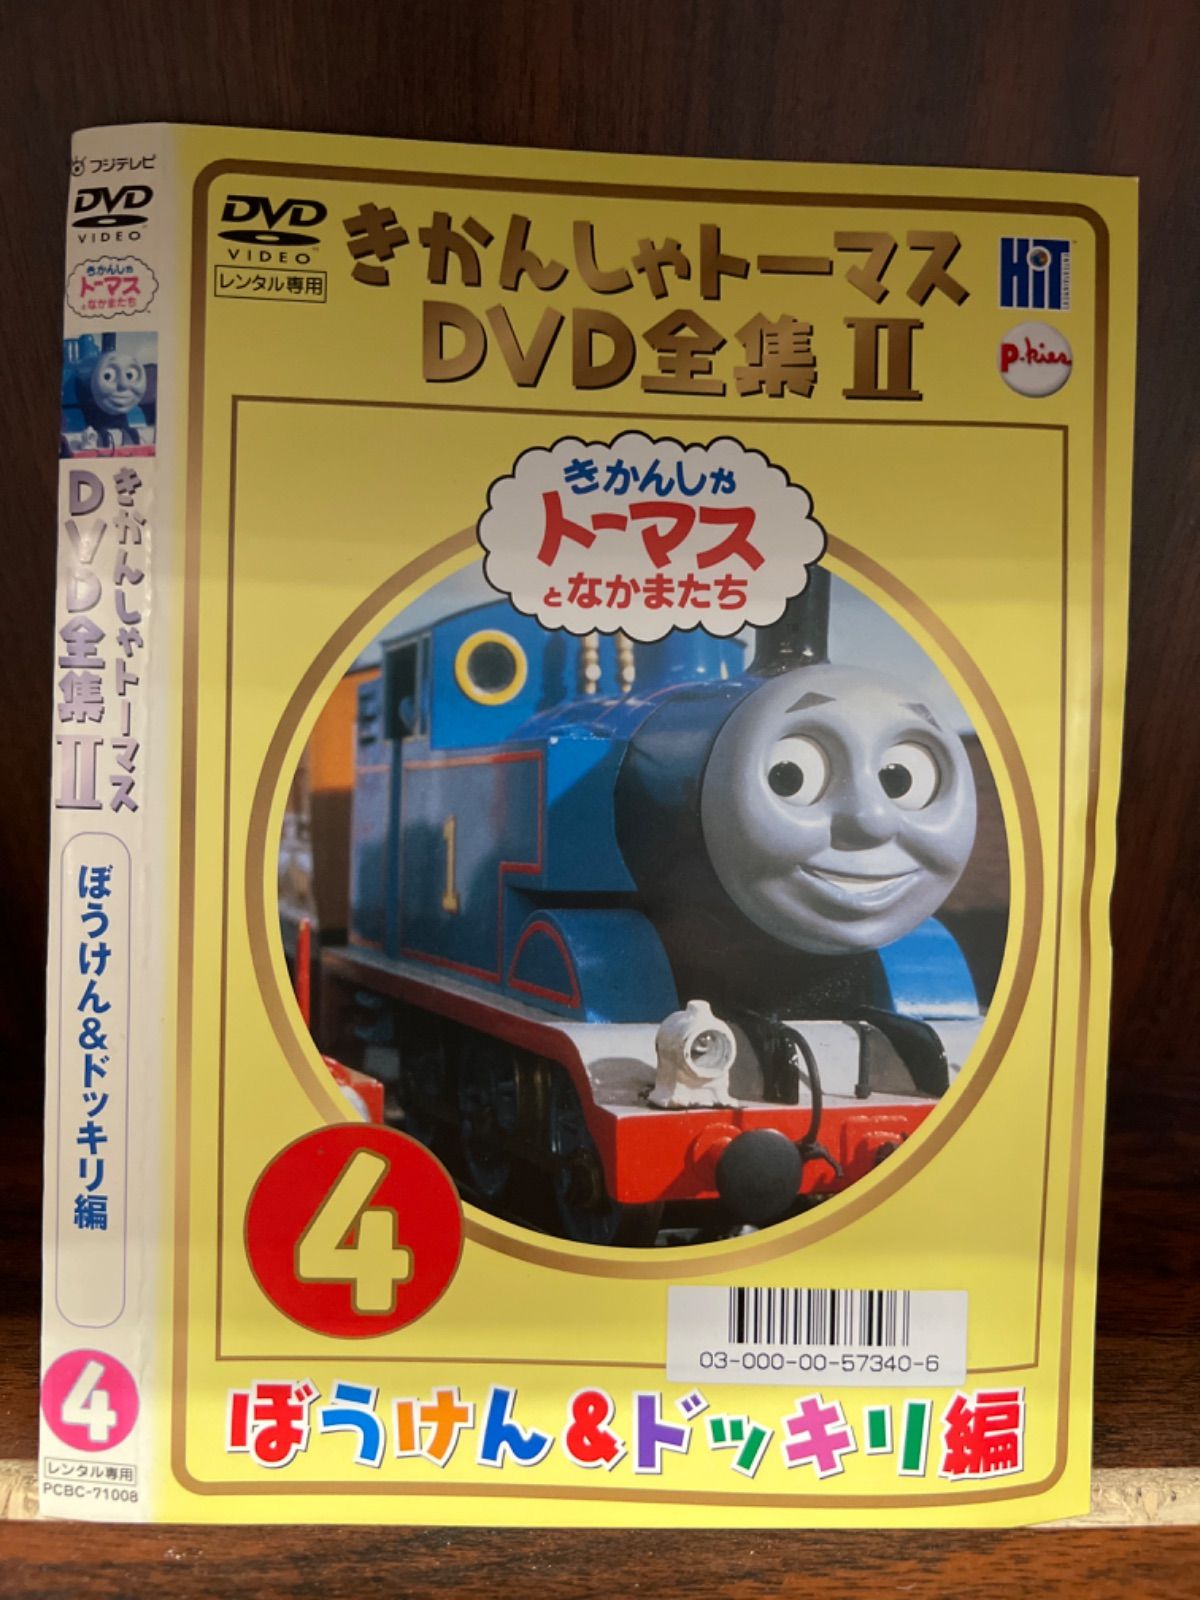 フジテレビ
DVD
VIDEO
きかんしゃ
トーマス
となかまたち
きかんしゃトーマス
DVD全集 II
ぼうけん&ドッキリ編
4
レンタル専用
PCBC-71008
DVD
VIDEO
レンタル専用
きかんしゃトーマス
DVD全集 II
HiT
ENTERTAINMENT
p-kies
きかんしゃ
トーマス
となかまたち
1
4
03-000-00-57340-6
ぼうけん&ドッキリ編